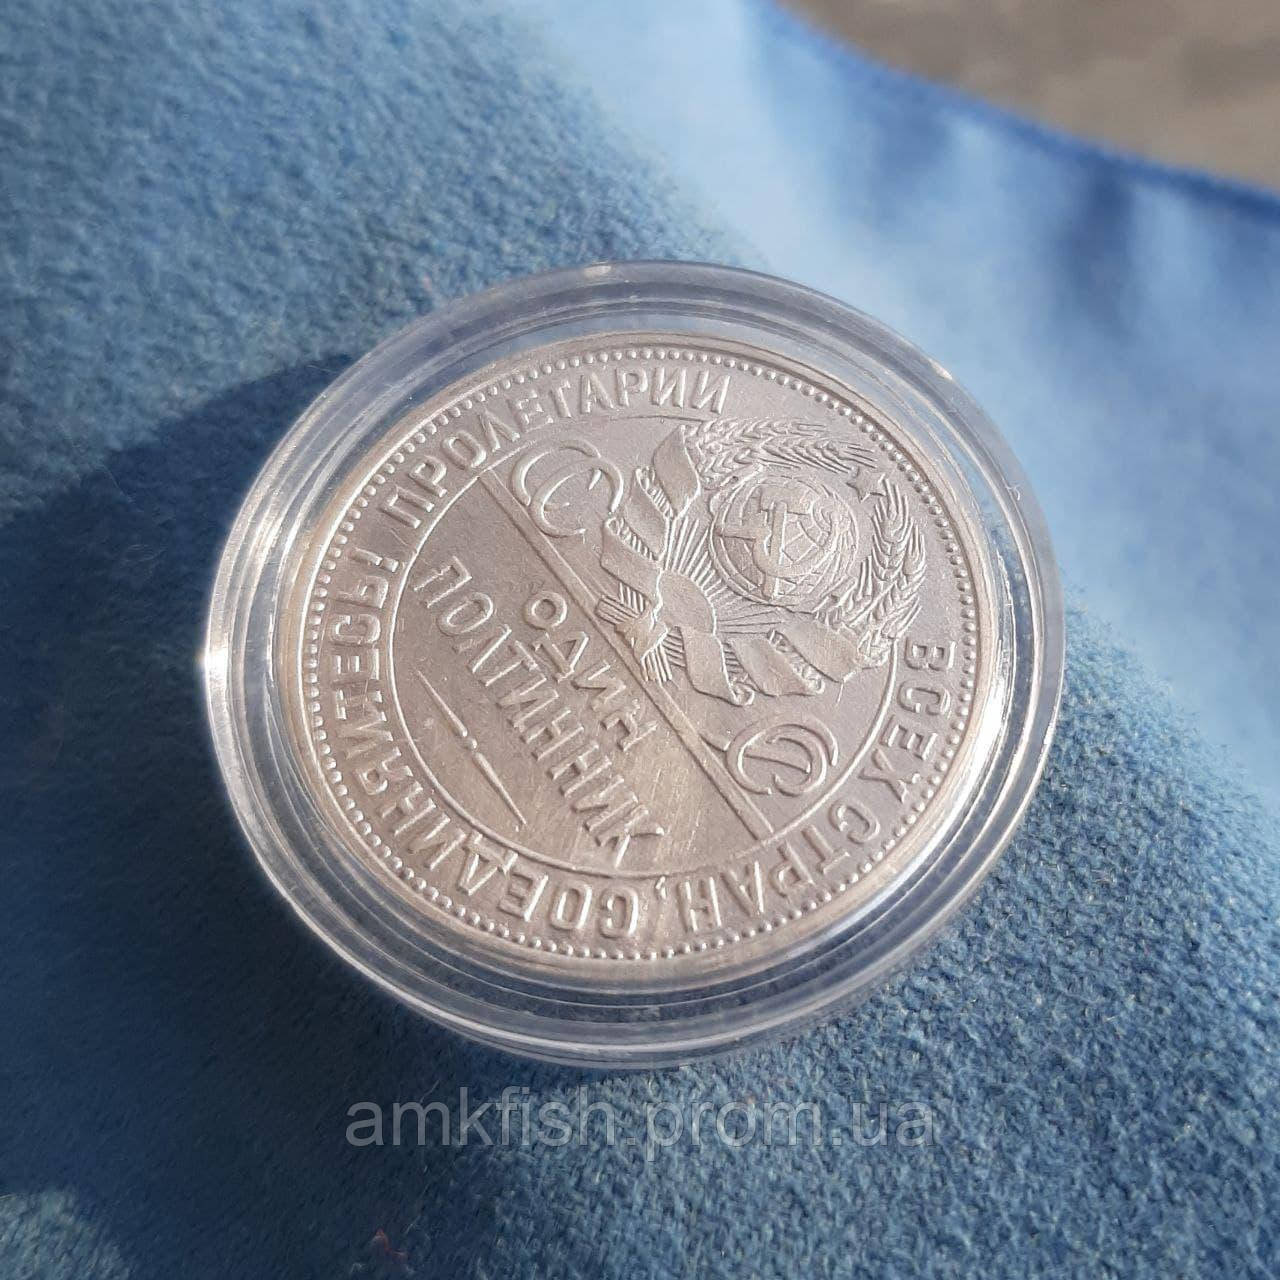 ПРОЛЕТАРИИ ВСЕХ СТРАН, СОЕДИНЯЙТЕСЬ!
С С
С Р
ОДИН
ПОЛТИННИК
amkfish.prom.ua